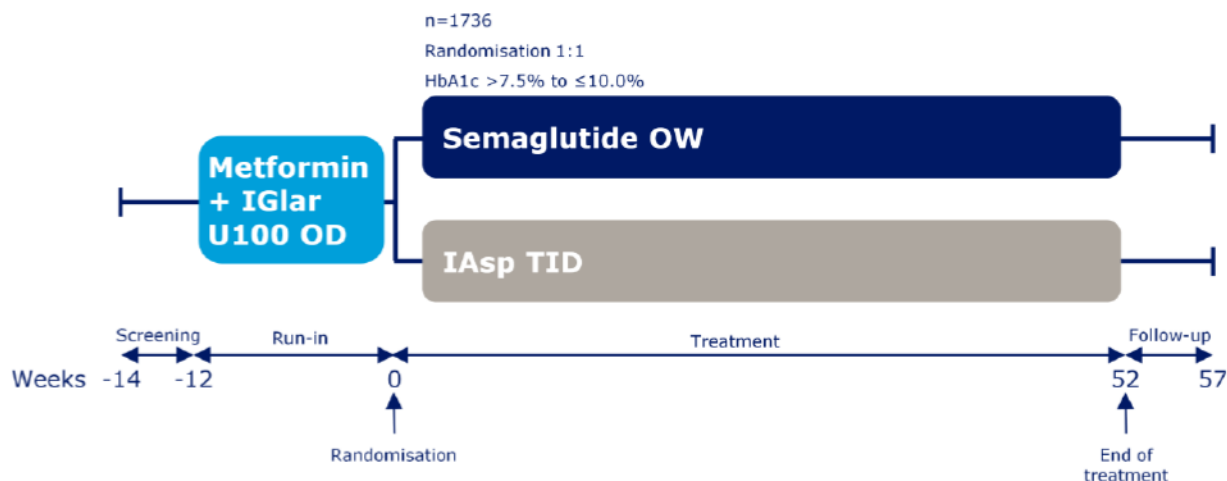 n=1736
Randomisation 1:1
HbA1c >7.5% to ≤10.0%
Semaglutide OW
Metformin
+ IGlar
U100 OD
IAsp TID
Screening
Run-in
Treatment
Follow-up
Weeks -14 -12 0 52 57
Randomisation
End of
treatment